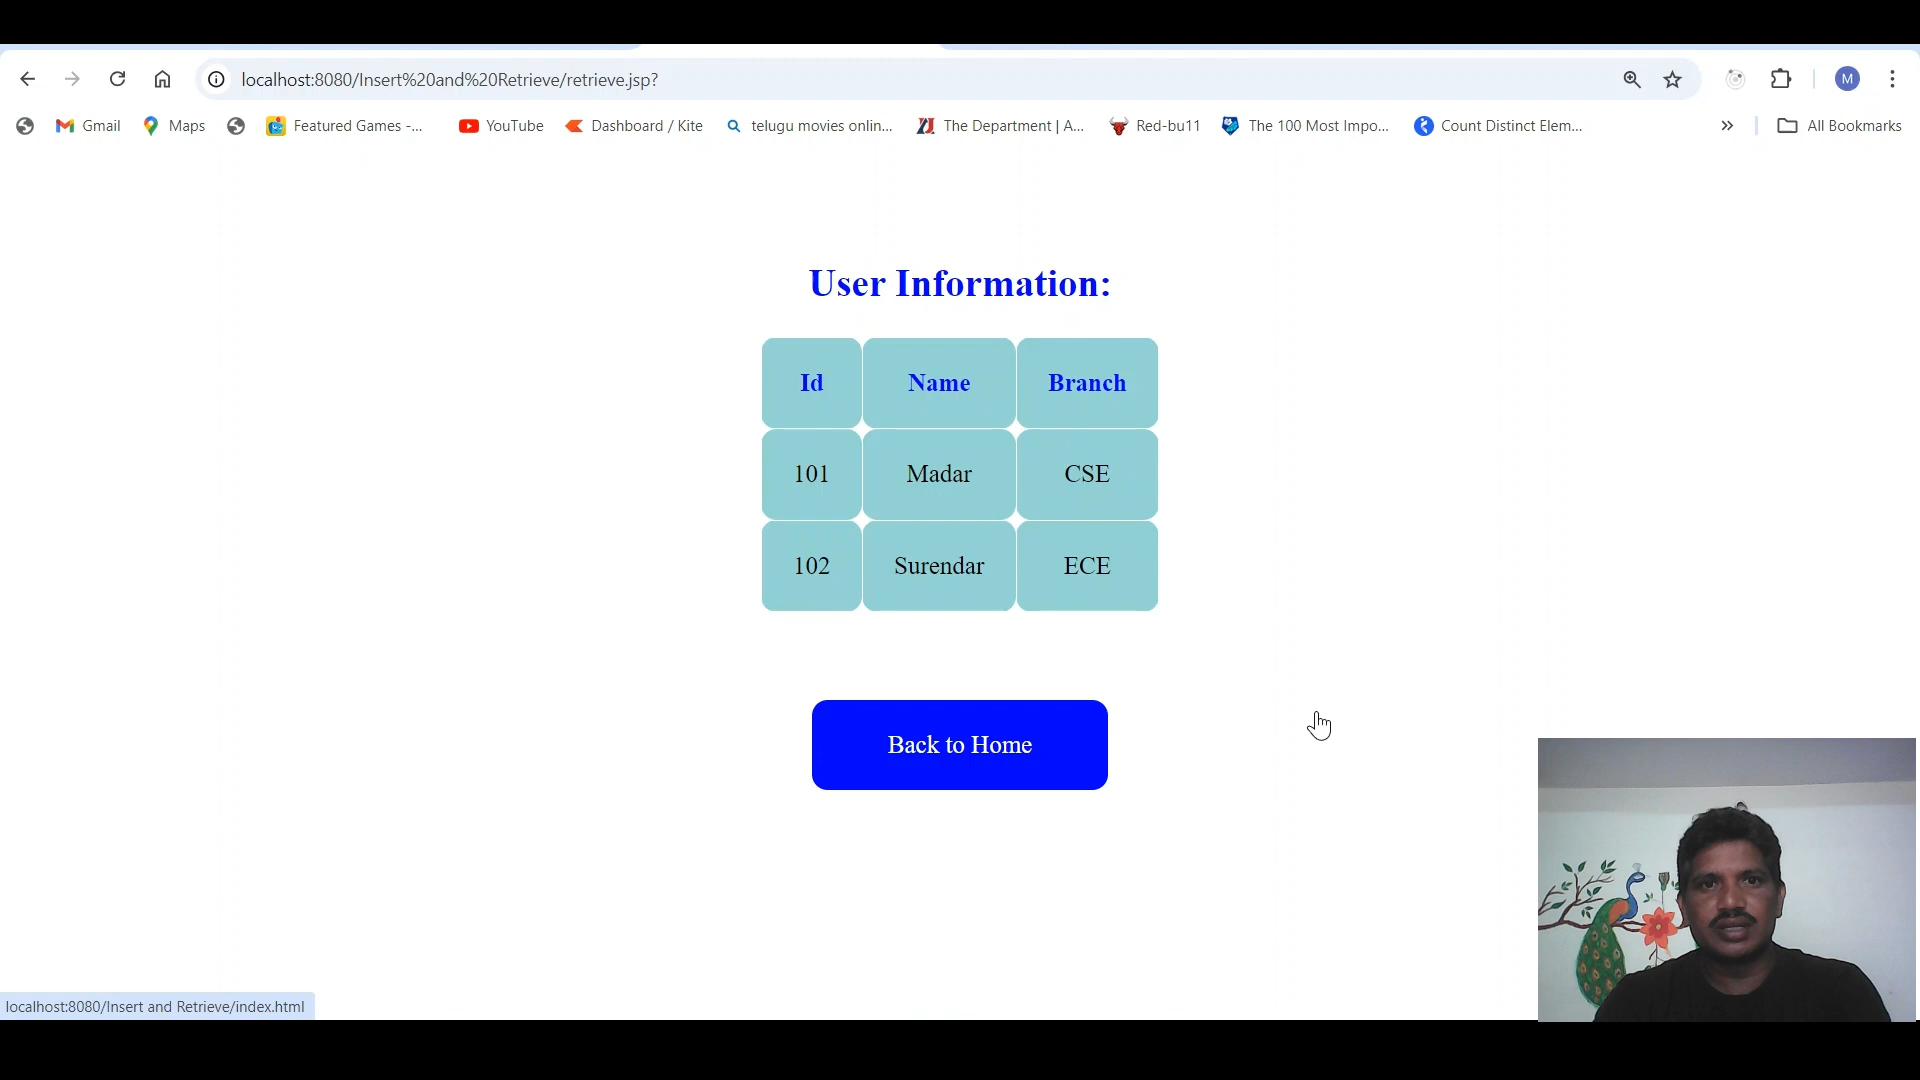 localhost:8080/Insert%20and%20Retrieve/retrieve.jsp?
M
Gmail
Maps
Featured Games -...
YouTube
Dashboard / Kite
telugu movies onlin...
The Department | A...
Red-bu11
The 100 Most Impo...
Count Distinct Elem...
All Bookmarks
User Information:
Id Name Branch
101 Madar CSE
102 Surendar ECE
Back to Home
localhost:8080/Insert and Retrieve/index.html